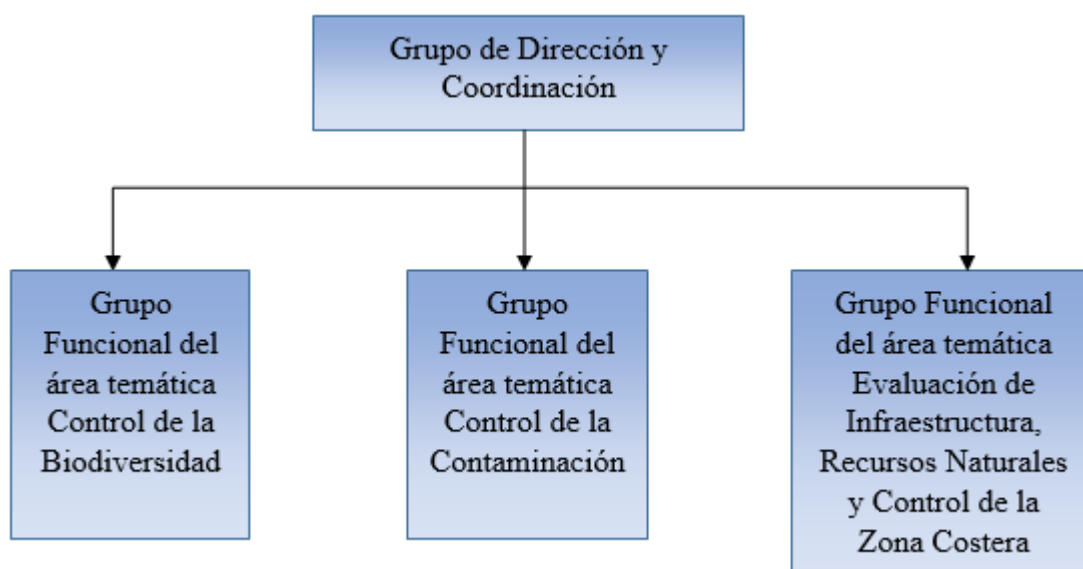 Grupo de Dirección y
Coordinación
Grupo
Funcional del
área temática
Control de la
Biodiversidad
Grupo
Funcional del
área temática
Control de la
Contaminación
Grupo Funcional
del área temática
Evaluación de
Infraestructura,
Recursos Naturales
y Control de la
Zona Costera